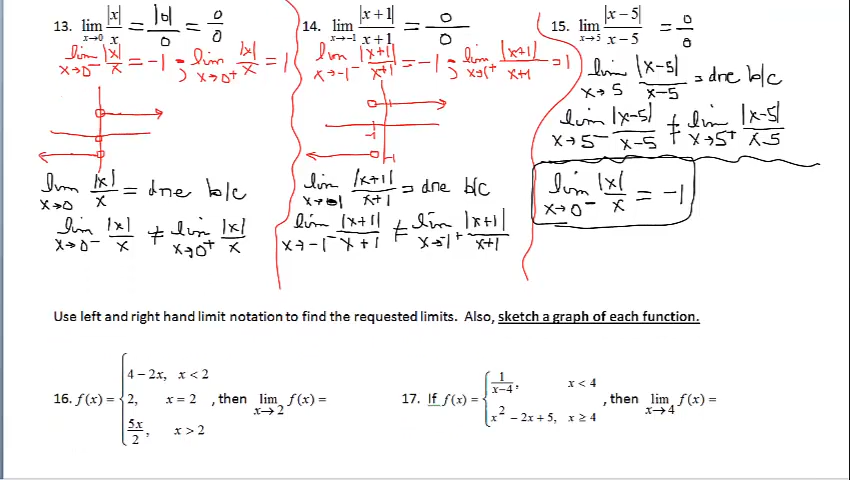 13. lim x→0 |x|/x = |0|/0 = 0/0
lim x→0⁻ |x|/x = -1 ; lim x→0⁺ |x|/x = 1
lim x→0 |x|/x = dne b/c
lim x→0⁻ |x|/x ≠ lim x→0⁺ |x|/x
14. lim x→-1 |x+1|/x+1 = 0/0
lim x→-1⁻ |x+1|/x+1 = -1 ; lim x→-1⁺ |x+1|/x+1 = 1
-1
-1
lim x→-1 |x+1|/x+1 = dne b/c
lim x→-1⁻ |x+1|/x+1 ≠ lim x→-1⁺ |x+1|/x+1
15. lim x→5 |x-5|/x-5 = 0/0
lim x→5 |x-5|/x-5 = dne b/c
lim x→5⁻ |x-5|/x-5 ≠ lim x→5⁺ |x-5|/x-5
lim x→0⁻ |x|/x = -1
Use left and right hand limit notation to find the requested limits. Also, sketch a graph of each function.
16. f(x) = { 4-2x, x<2
2, x=2 , then lim x→2 f(x) =
5x/2, x>2
17. If f(x) = { 1/x-4, x<4
x²-2x+5, x≥4 , then lim x→4 f(x) =